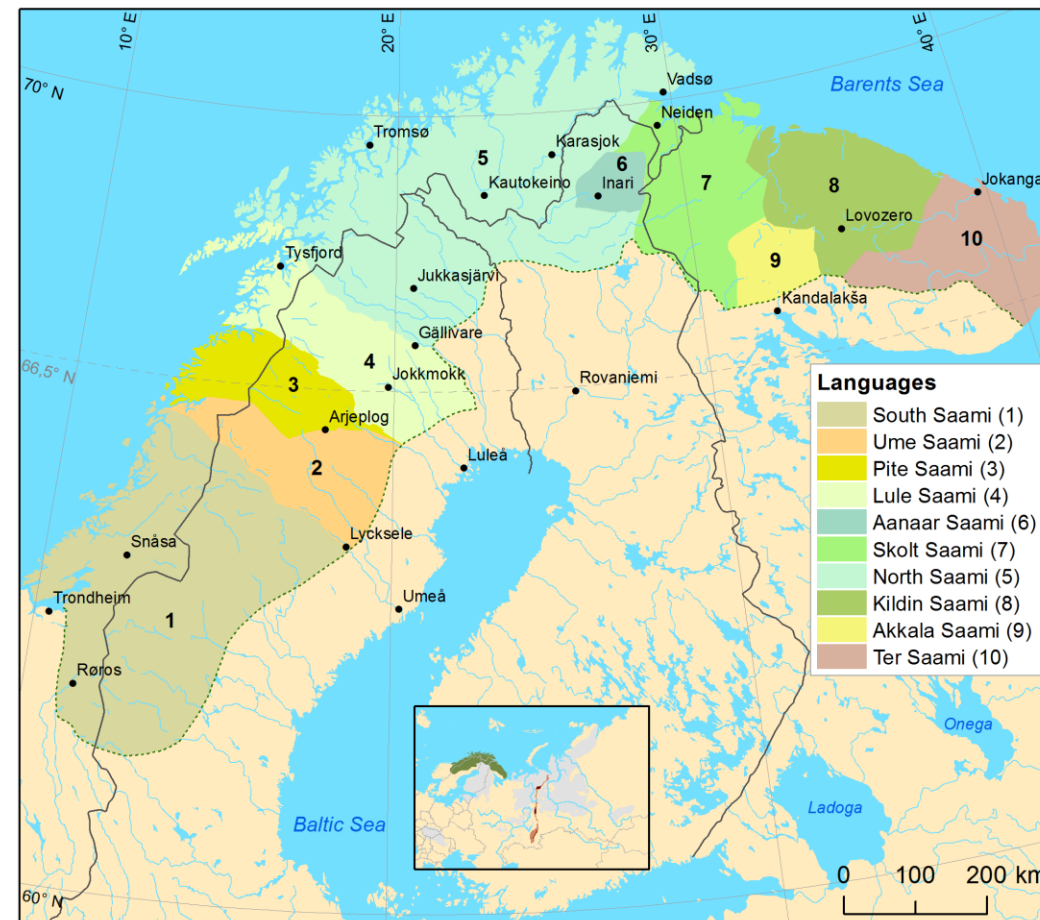 10° E
20° E
30° E
40° E
70° N
Barents Sea
Vadsø
Neiden
Tromsø
Karasjok
5
6
Kautokeino
Inari
7
8
Jokanga
Lovozero
10
9
Tysfjord
Jukkasjärvi
Kandalakša
Gällivare
4
66,5° N
3
Jokkmokk
Rovaniemi
Arjeplog
2
Luleå
Languages
South Saami (1)
Ume Saami (2)
Pite Saami (3)
Lule Saami (4)
Aanaar Saami (6)
Skolt Saami (7)
North Saami (5)
Kildin Saami (8)
Akkala Saami (9)
Ter Saami (10)
Snåsa
Lycksele
Trondheim
Umeå
1
Røros
Onega
Baltic Sea
Ladoga
60° N
0 100 200 km